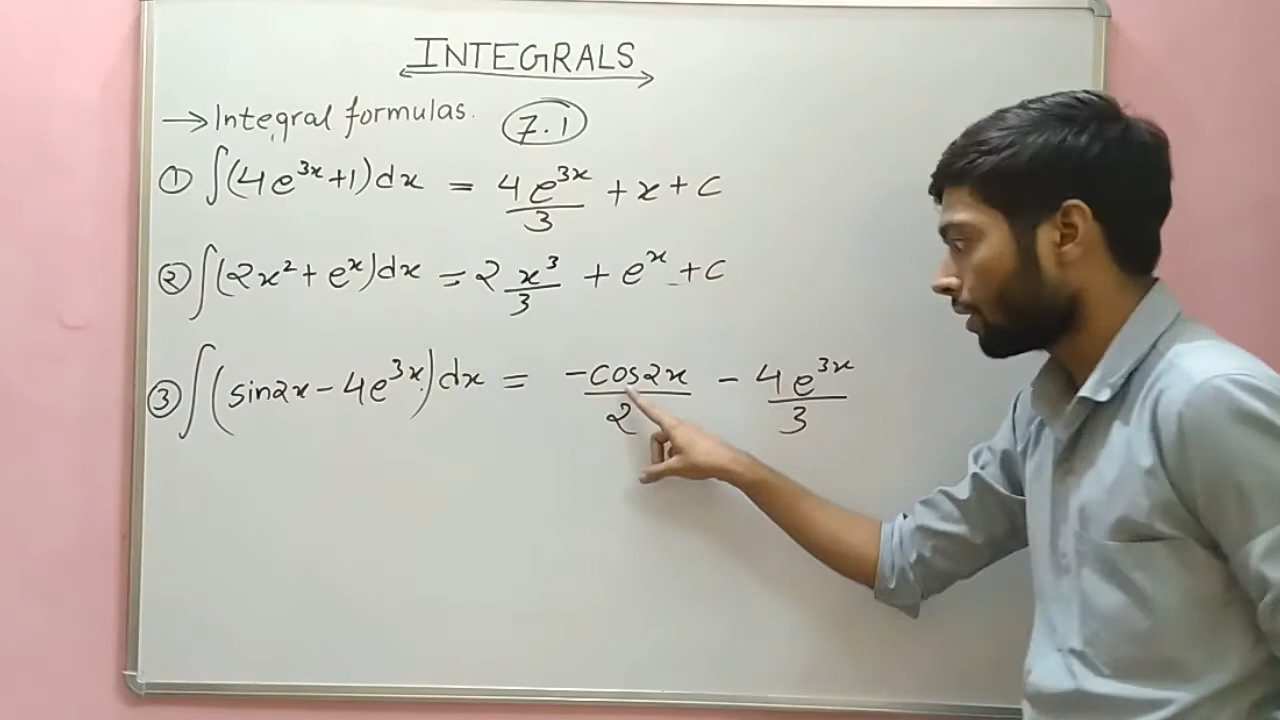 INTEGRALS
→ Integral formulas. 7.1
① ∫(4e^{3x}+1)dx = 4e^{3x}/3 + x + c
② ∫(2x² + e^x)dx = 2 x³/3 + e^x + c
③ ∫(sin2x - 4e^{3x})dx = -cos2x/2 - 4e^{3x}/3